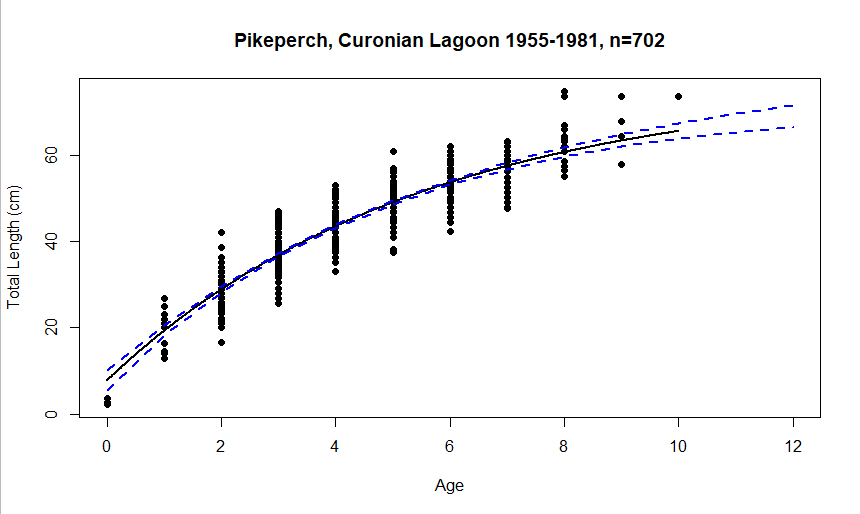 Pikeperch, Curonian Lagoon 1955-1981, n=702
Total Length (cm)
60
40
20
0
0 2 4 6 8 10 12
Age